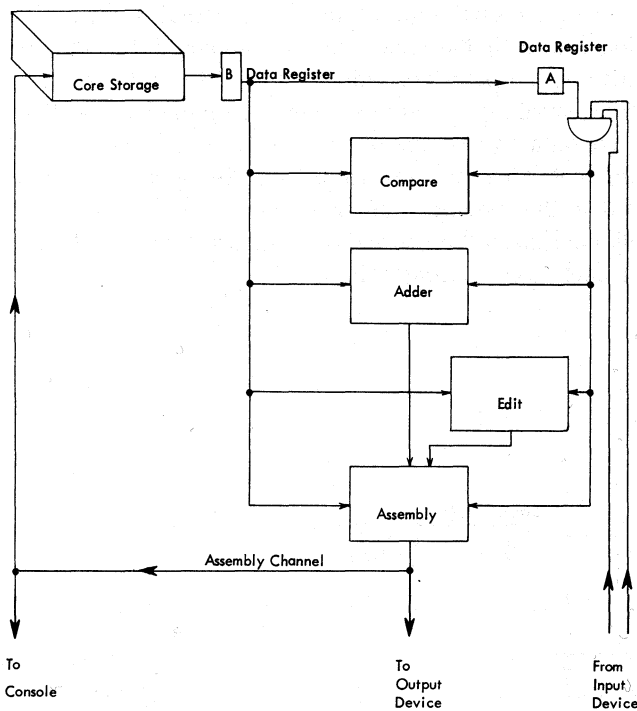 Core Storage
B
Data Register
Data Register
A
Compare
Adder
Edit
Assembly
Assembly Channel
To
Console
To
Output
Device
From
Input
Device